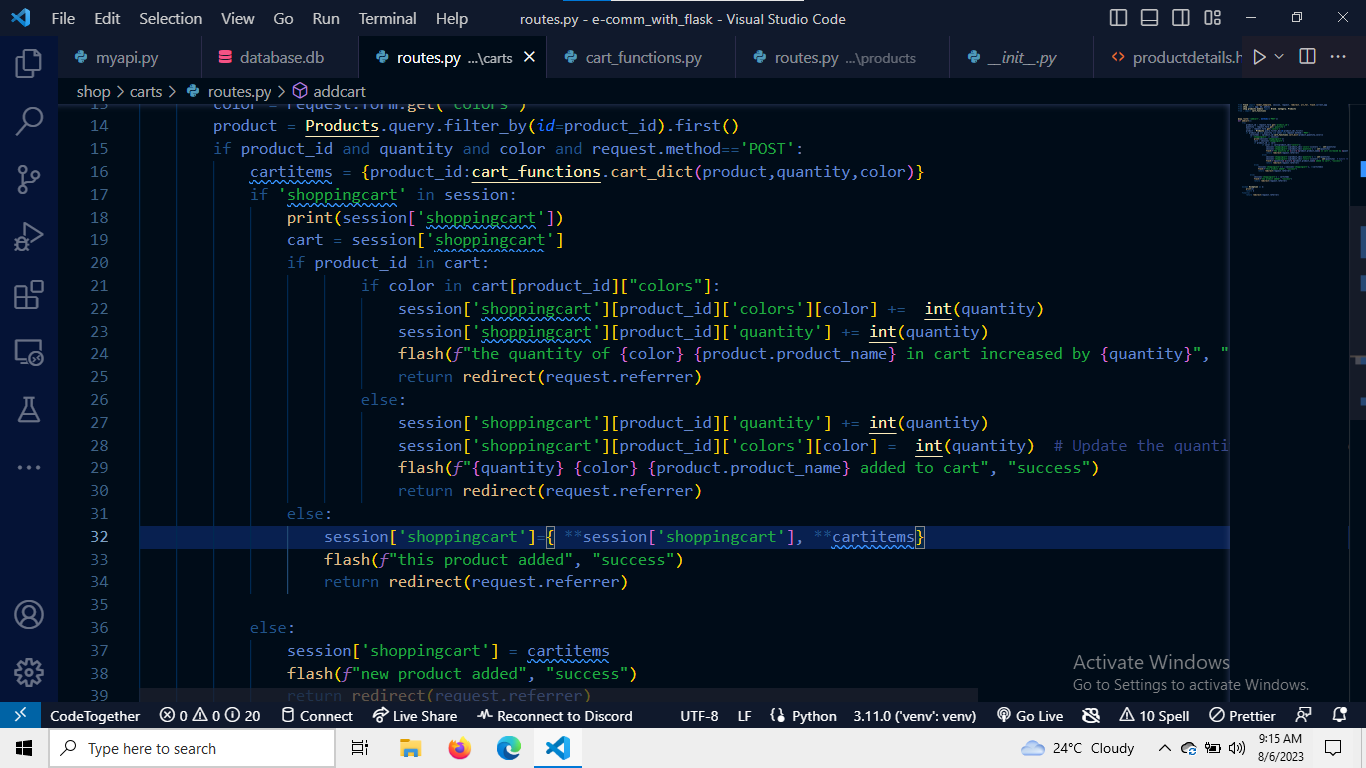 File Edit Selection View Go Run Terminal Help routes.py - e-comm_with_flask - Visual Studio Code
myapi.py database.db routes.py ...\carts cart_functions.py routes.py ...\products __init__.py productdetails.h
shop > carts > routes.py > addcart
13 color = request.form.get("colors")
14 product = Products.query.filter_by(id=product_id).first()
15 if product_id and quantity and color and request.method=='POST':
16 cartitems = {product_id:cart_functions.cart_dict(product,quantity,color)}
17 if 'shoppingcart' in session:
18 print(session['shoppingcart'])
19 cart = session['shoppingcart']
20 if product_id in cart:
21 if color in cart[product_id]["colors"]:
22 session['shoppingcart'][product_id]['colors'][color] +=  int(quantity)
23 session['shoppingcart'][product_id]['quantity'] += int(quantity)
24 flash(f"the quantity of {color} {product.product_name} in cart increased by {quantity}", "
25 return redirect(request.referrer)
26 else:
27 session['shoppingcart'][product_id]['quantity'] += int(quantity)
28 session['shoppingcart'][product_id]['colors'][color] =  int(quantity)  # Update the quanti
29 flash(f"{quantity} {color} {product.product_name} added to cart", "success")
30 return redirect(request.referrer)
31 else:
32 session['shoppingcart']={ **session['shoppingcart'], **cartitems}
33 flash(f"this product added", "success")
34 return redirect(request.referrer)
35
36 else:
37 session['shoppingcart'] = cartitems
38 flash(f"new product added", "success")
39 return redirect(request.referrer)
Activate Windows
Go to Settings to activate Windows.
CodeTogether 0 0 20 Connect Live Share Reconnect to Discord UTF-8 LF Python 3.11.0 ('venv': venv) Go Live 10 Spell Prettier
Type here to search 24°C Cloudy 9:15 AM
8/6/2023